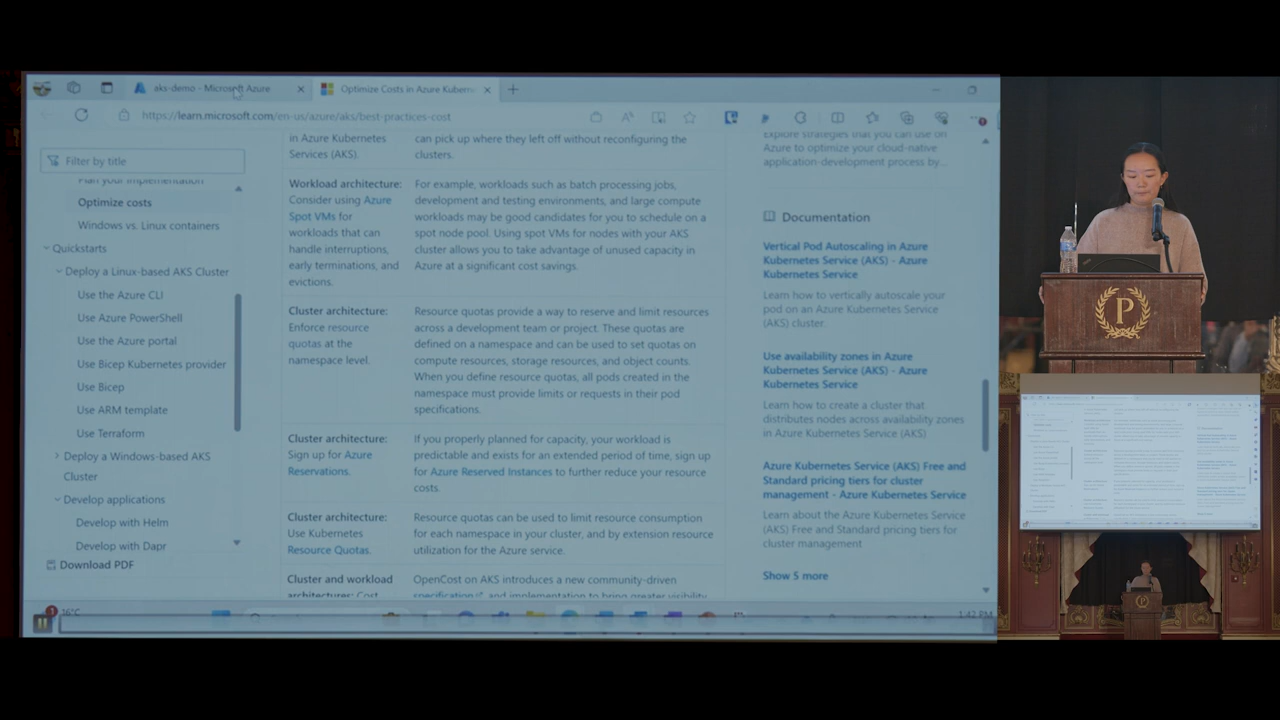 aks-demo - Microsoft Azure
Optimize Costs in Azure Kubern
https://learn.microsoft.com/en-us/azure/aks/best-practices-cost
Filter by title
Plan your implementation
Optimize costs
Windows vs. Linux containers
Quickstarts
Deploy a Linux-based AKS Cluster
Use the Azure CLI
Use Azure PowerShell
Use the Azure portal
Use Bicep Kubernetes provider
Use Bicep
Use ARM template
Use Terraform
Deploy a Windows-based AKS
Cluster
Develop applications
Develop with Helm
Develop with Dapr
Download PDF
in Azure Kubernetes
Services (AKS).
can pick up where they left off without reconfiguring the
clusters.
Workload architecture:
Consider using Azure
Spot VMs for
workloads that can
handle interruptions,
early terminations, and
evictions.
For example, workloads such as batch processing jobs,
development and testing environments, and large compute
workloads may be good candidates for you to schedule on a
spot node pool. Using spot VMs for nodes with your AKS
cluster allows you to take advantage of unused capacity in
Azure at a significant cost savings.
Cluster architecture:
Enforce resource
quotas at the
namespace level.
Resource quotas provide a way to reserve and limit resources
across a development team or project. These quotas are
defined on a namespace and can be used to set quotas on
compute resources, storage resources, and object counts.
When you define resource quotas, all pods created in the
namespace must provide limits or requests in their pod
specifications.
Cluster architecture:
Sign up for Azure
Reservations.
If you properly planned for capacity, your workload is
predictable and exists for an extended period of time, sign up
for Azure Reserved Instances to further reduce your resource
costs.
Cluster architecture:
Use Kubernetes
Resource Quotas.
Resource quotas can be used to limit resource consumption
for each namespace in your cluster, and by extension resource
utilization for the Azure service.
Cluster and workload
architectures: Cost
OpenCost on AKS introduces a new community-driven
specification and implementation to bring greater visibility
Explore strategies that you can use on
Azure to optimize your cloud-native
application-development process by...
Documentation
Vertical Pod Autoscaling in Azure
Kubernetes Service (AKS) - Azure
Kubernetes Service
Learn how to vertically autoscale your
pod on an Azure Kubernetes Service
(AKS) cluster.
Use availability zones in Azure
Kubernetes Service (AKS) - Azure
Kubernetes Service
Learn how to create a cluster that
distributes nodes across availability zones
in Azure Kubernetes Service (AKS)
Azure Kubernetes Service (AKS) Free and
Standard pricing tiers for cluster
management - Azure Kubernetes Service
Learn about the Azure Kubernetes Service
(AKS) Free and Standard pricing tiers for
cluster management
Show 5 more
1
16°C
1:42 PM
P
P